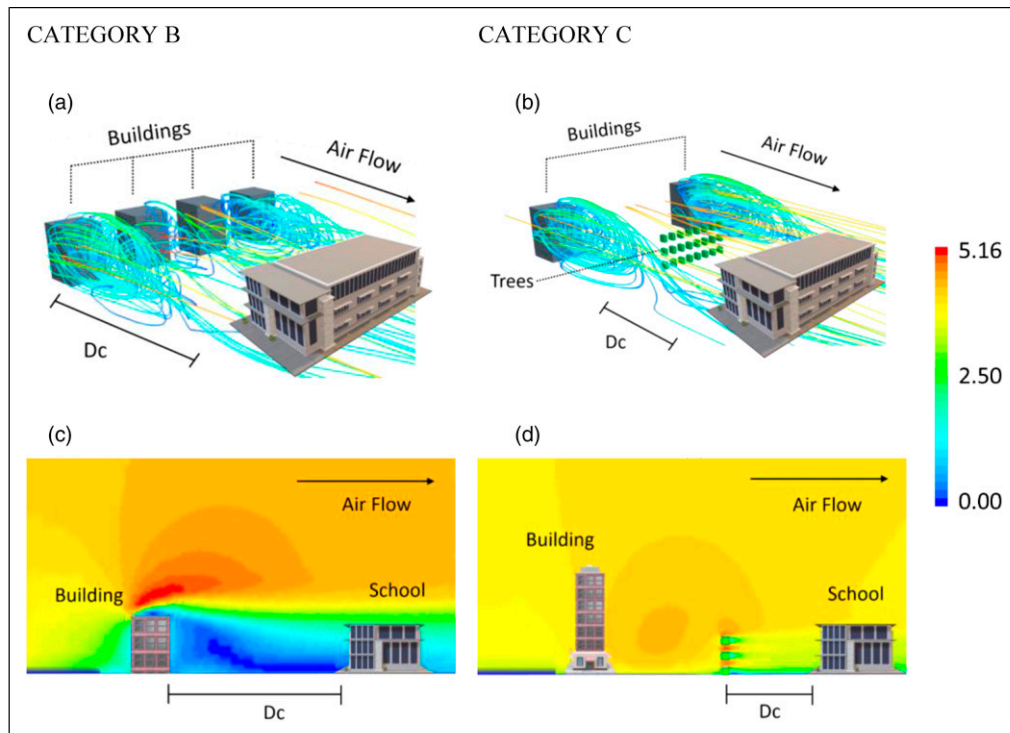 CATEGORY B
CATEGORY C
(a)
Buildings
Air Flow
Dc
(b)
Buildings
Air Flow
Trees
Dc
5.16
2.50
0.00
(c)
Air Flow
Building
School
Dc
(d)
Air Flow
Building
School
Dc